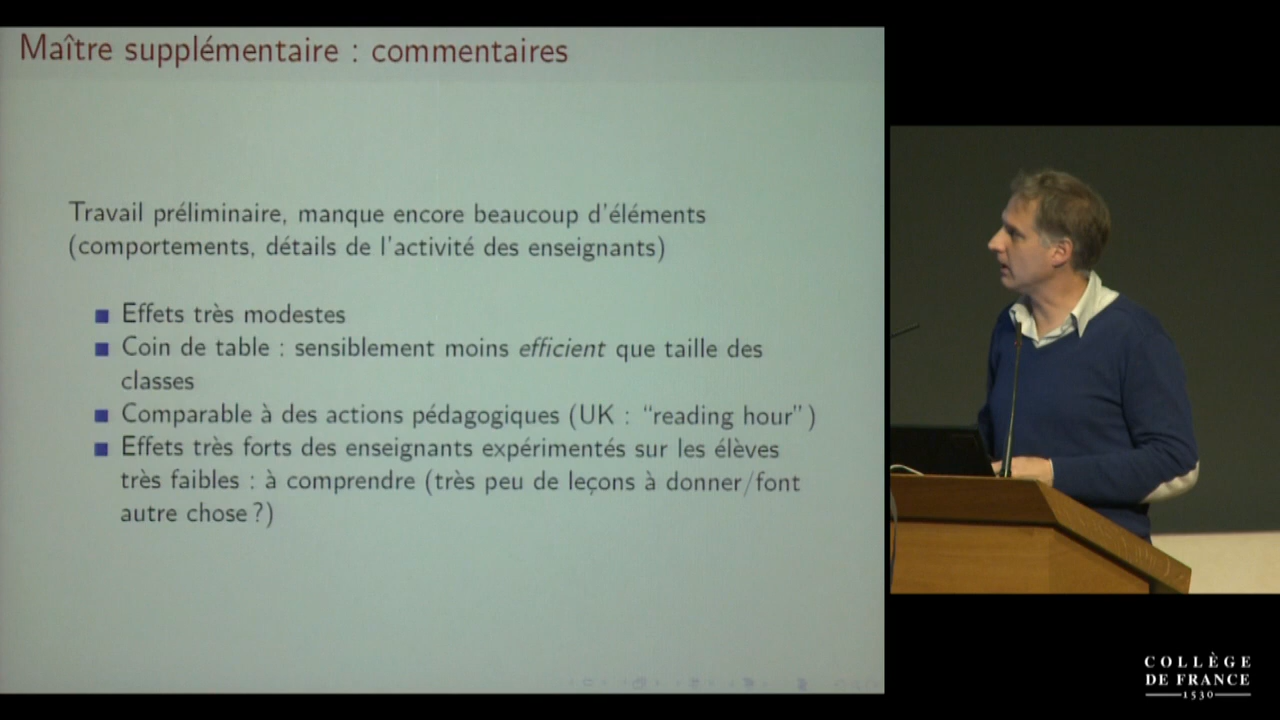 Maître supplémentaire : commentaires
Travail préliminaire, manque encore beaucoup d'éléments
(comportements, détails de l'activité des enseignants)
Effets très modestes
Coin de table : sensiblement moins efficient que taille des
classes
Comparable à des actions pédagogiques (UK : "reading hour")
Effets très forts des enseignants expérimentés sur les élèves
très faibles : à comprendre (très peu de leçons à donner/font
autre chose ?)
COLLÈGE
DE FRANCE
1530